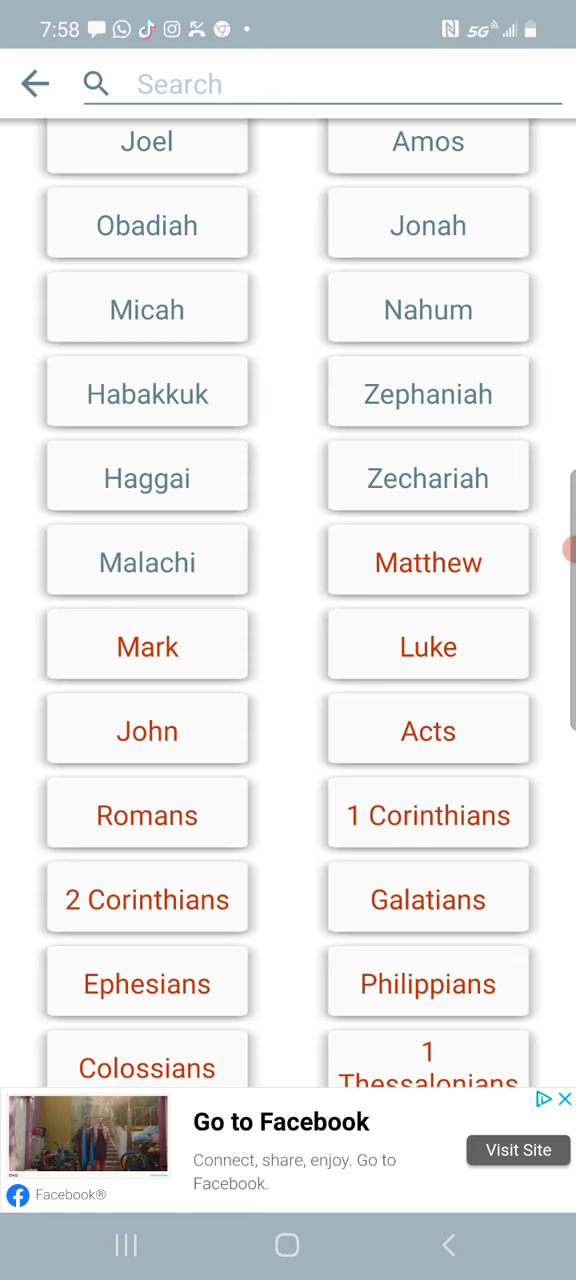 7:58
5G
Search
Joel
Amos
Obadiah
Jonah
Micah
Nahum
Habakkuk
Zephaniah
Haggai
Zechariah
Malachi
Matthew
Mark
Luke
John
Acts
Romans
1 Corinthians
2 Corinthians
Galatians
Ephesians
Philippians
Colossians
1
Thessalonians
Go to Facebook
Connect, share, enjoy. Go to
Facebook.
Visit Site
Facebook®